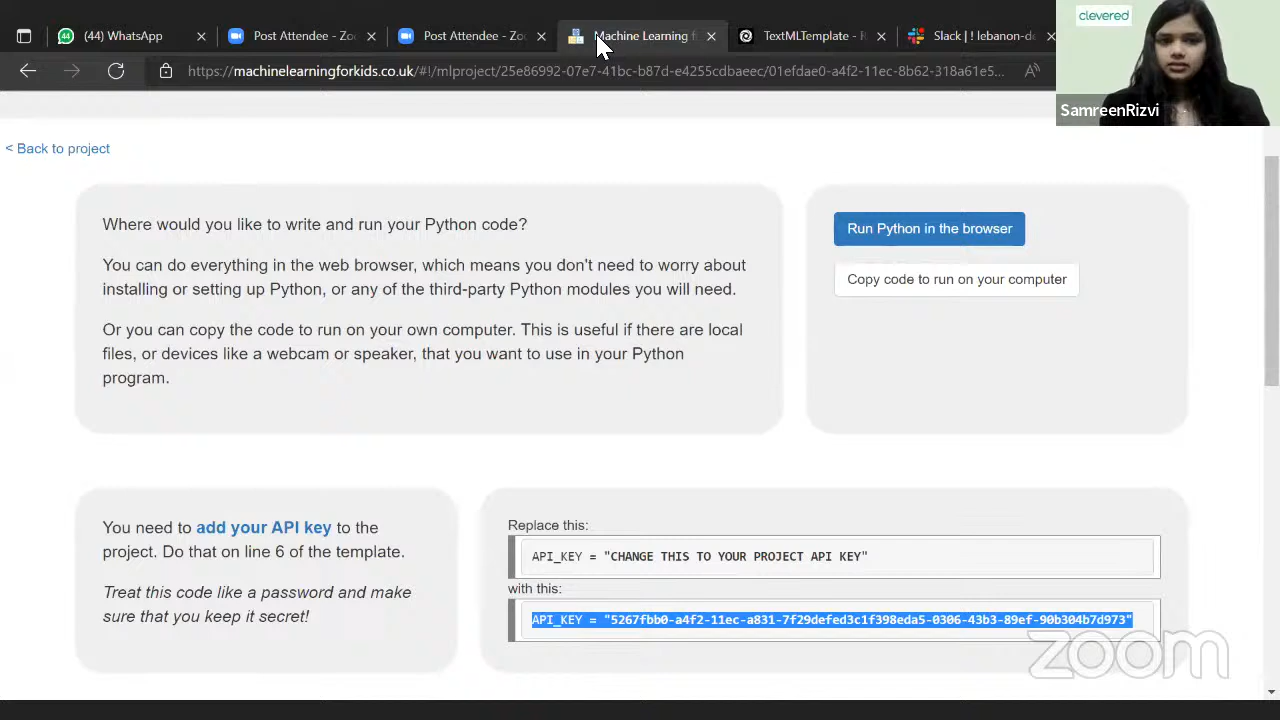 (44) WhatsApp
Post Attendee - Zo
Post Attendee - Zo
Machine Learning f
TextMLTemplate - R
Slack | ! lebanon-de
clevered
https://machinelearningforkids.co.uk/#!/mlproject/25e86992-07e7-41bc-b87d-e4255cdbaeec/01efdae0-a4f2-11ec-8b62-318a61e5...
SamreenRizvi
< Back to project
Where would you like to write and run your Python code?
You can do everything in the web browser, which means you don't need to worry about
installing or setting up Python, or any of the third-party Python modules you will need.
Or you can copy the code to run on your own computer. This is useful if there are local
files, or devices like a webcam or speaker, that you want to use in your Python
program.
Run Python in the browser
Copy code to run on your computer
You need to add your API key to the
project. Do that on line 6 of the template.
Treat this code like a password and make
sure that you keep it secret!
Replace this:
API_KEY = "CHANGE THIS TO YOUR PROJECT API KEY"
with this:
API_KEY = "5267fbb0-a4f2-11ec-a831-7f29defed3c1f398eda5-0306-43b3-89ef-90b304b7d973"
zoom